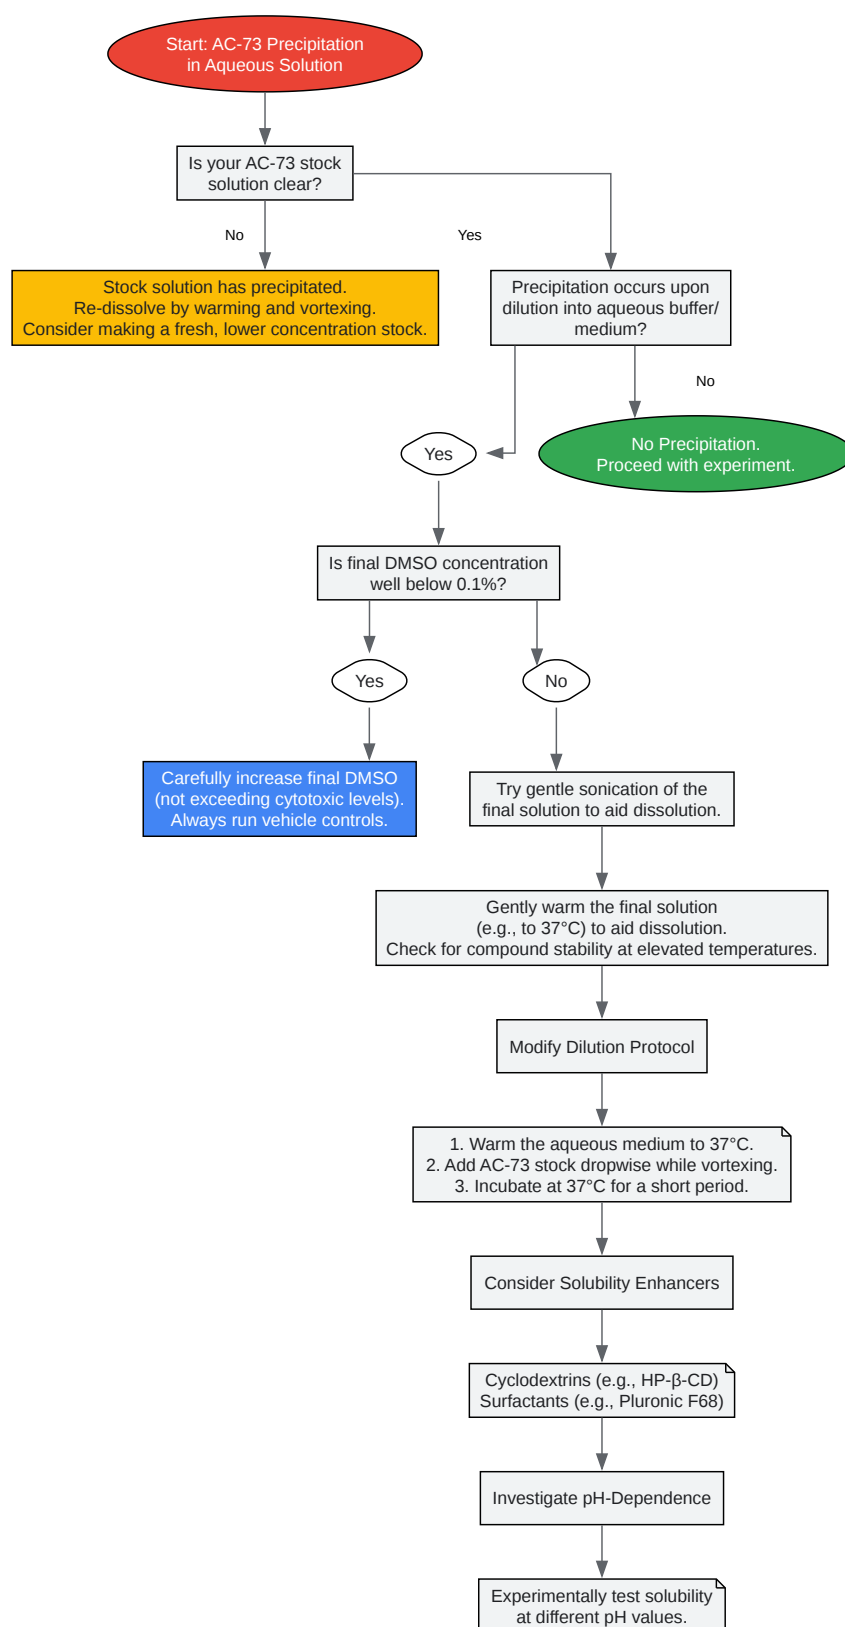 Start: AC-73 Precipitation
in Aqueous Solution
Is your AC-73 stock
solution clear?
No
Yes
Stock solution has precipitated.
Re-dissolve by warming and vortexing.
Consider making a fresh, lower concentration stock.
Precipitation occurs upon
dilution into aqueous buffer/
medium?
No
Yes
No Precipitation.
Proceed with experiment.
Is final DMSO concentration
well below 0.1%?
Yes
No
Carefully increase final DMSO
(not exceeding cytotoxic levels).
Always run vehicle controls.
Try gentle sonication of the
final solution to aid dissolution.
Gently warm the final solution
(e.g., to 37°C) to aid dissolution.
Check for compound stability at elevated temperatures.
Modify Dilution Protocol
1. Warm the aqueous medium to 37°C.
2. Add AC-73 stock dropwise while vortexing.
3. Incubate at 37°C for a short period.
Consider Solubility Enhancers
Cyclodextrins (e.g., HP-β-CD)
Surfactants (e.g., Pluronic F68)
Investigate pH-Dependence
Experimentally test solubility
at different pH values.